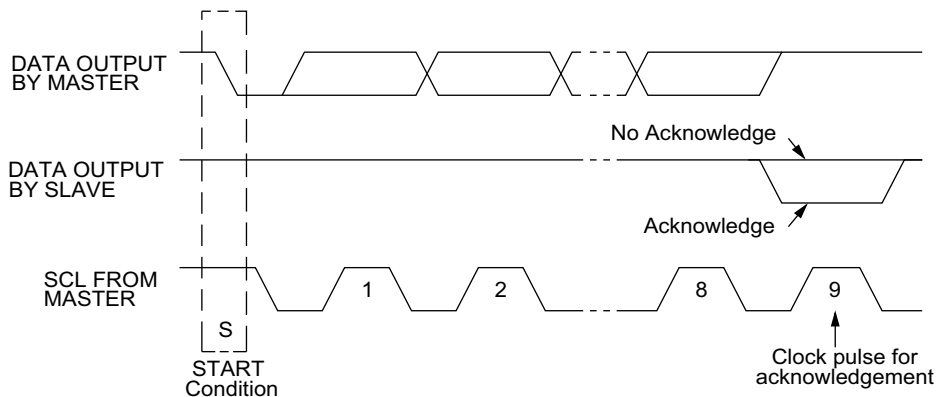 DATA OUTPUT
BY MASTER
No Acknowledge
DATA OUTPUT
BY SLAVE
Acknowledge
SCL FROM
MASTER
1
2
8
9
S
START
Condition
Clock pulse for
acknowledgement